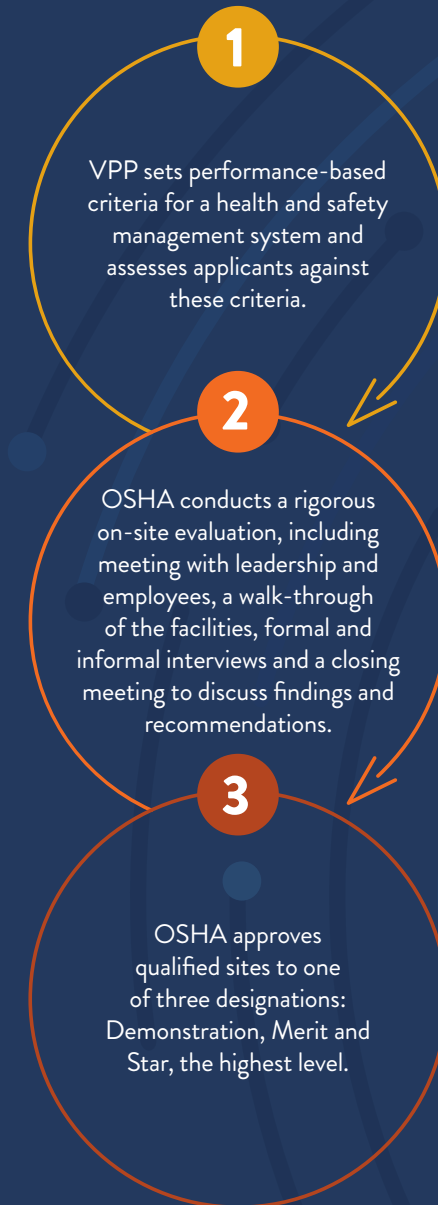 1
VPP sets performance-based
criteria for a health and safety
management system and
assesses applicants against
these criteria.
2
OSHA conducts a rigorous
on-site evaluation, including
meeting with leadership and
employees, a walk-through
of the facilities, formal and
informal interviews and a closing
meeting to discuss findings and
recommendations.
3
OSHA approves
qualified sites to one
of three designations:
Demonstration, Merit and
Star, the highest level.